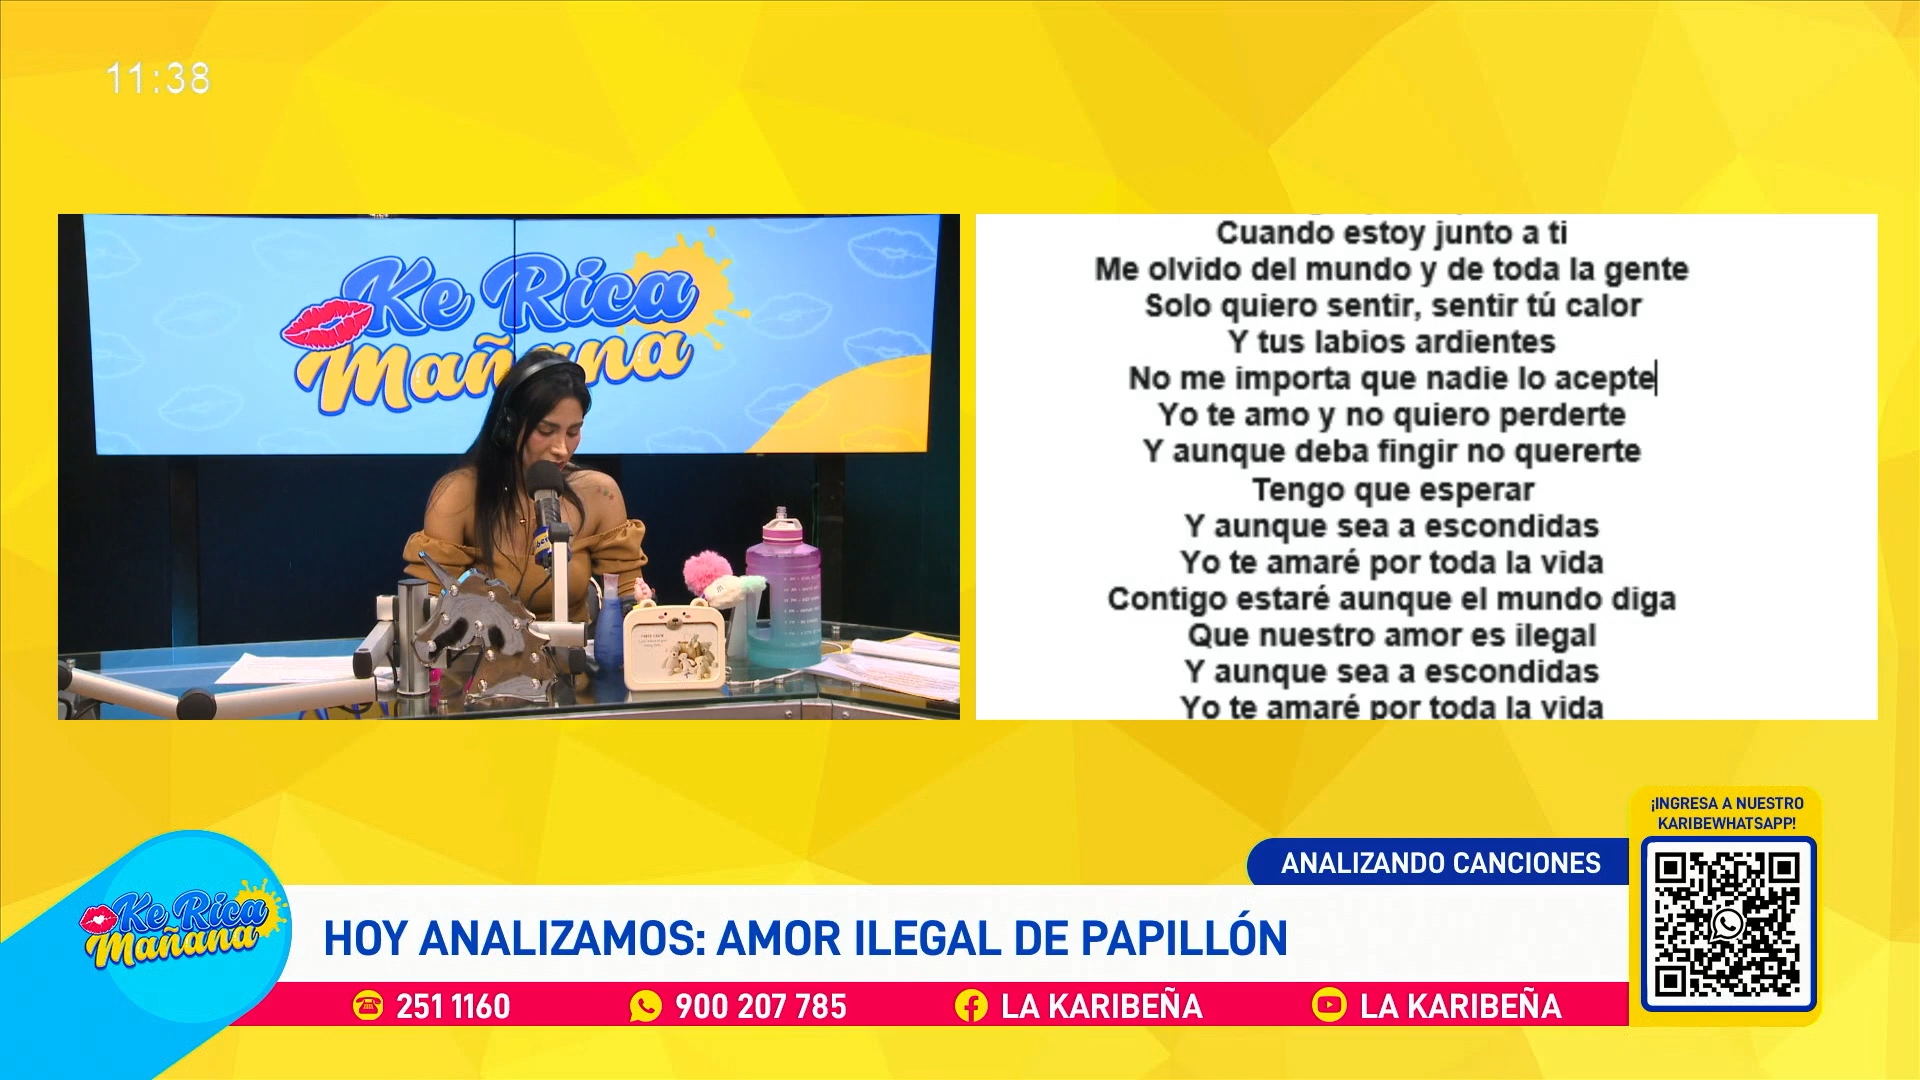 11:38
Ke Rica
Mañana
Cuando estoy junto a ti
Me olvido del mundo y de toda la gente
Solo quiero sentir, sentir tú calor
Y tus labios ardientes
No me importa que nadie lo acepte
Yo te amo y no quiero perderte
Y aunque deba fingir no quererte
Tengo que esperar
Y aunque sea a escondidas
Yo te amaré por toda la vida
Contigo estaré aunque el mundo diga
Que nuestro amor es ilegal
Y aunque sea a escondidas
Yo te amaré por toda la vida
¡INGRESA A NUESTRO
KARIBEWHATSAPP!
ANALIZANDO CANCIONES
Ke Rica
Mañana
HOY ANALIZAMOS: AMOR ILEGAL DE PAPILLÓN
251 1160
900 207 785
LA KARIBEÑA
LA KARIBEÑA